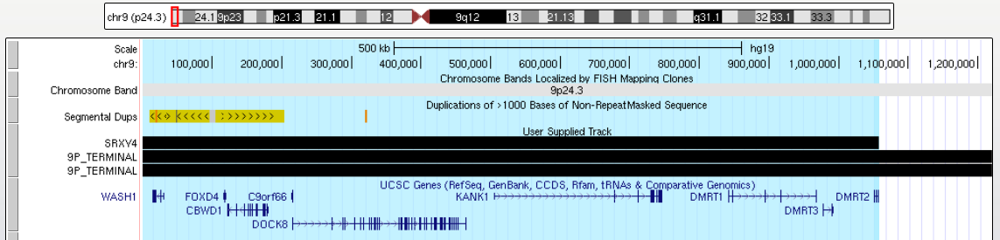 chr9 (p24.3) 24.1 9p23 p21.3 21.1 12 9q12 13 21.13 q31.1 32 33.1 33.3
Scale 500 kb hg19
chr9: 100,000 200,000 300,000 400,000 500,000 600,000 700,000 800,000 900,000 1,000,000 1,100,000 1,200,000
Chromosome Bands Localized by FISH Mapping Clones
Chromosome Band 9p24.3
Duplications of >1000 Bases of Non-RepeatMasked Sequence
Segmental Dups
User Supplied Track
SRXY4
9P_TERMINAL
9P_TERMINAL
UCSC Genes (RefSeq, GenBank, CCDS, Rfam, tRNAs & Comparative Genomics)
WASH1 FOXD4 C9orf66 KANK1 DMRT1 DMRT2
CBWD1 DMRT3
DOCK8